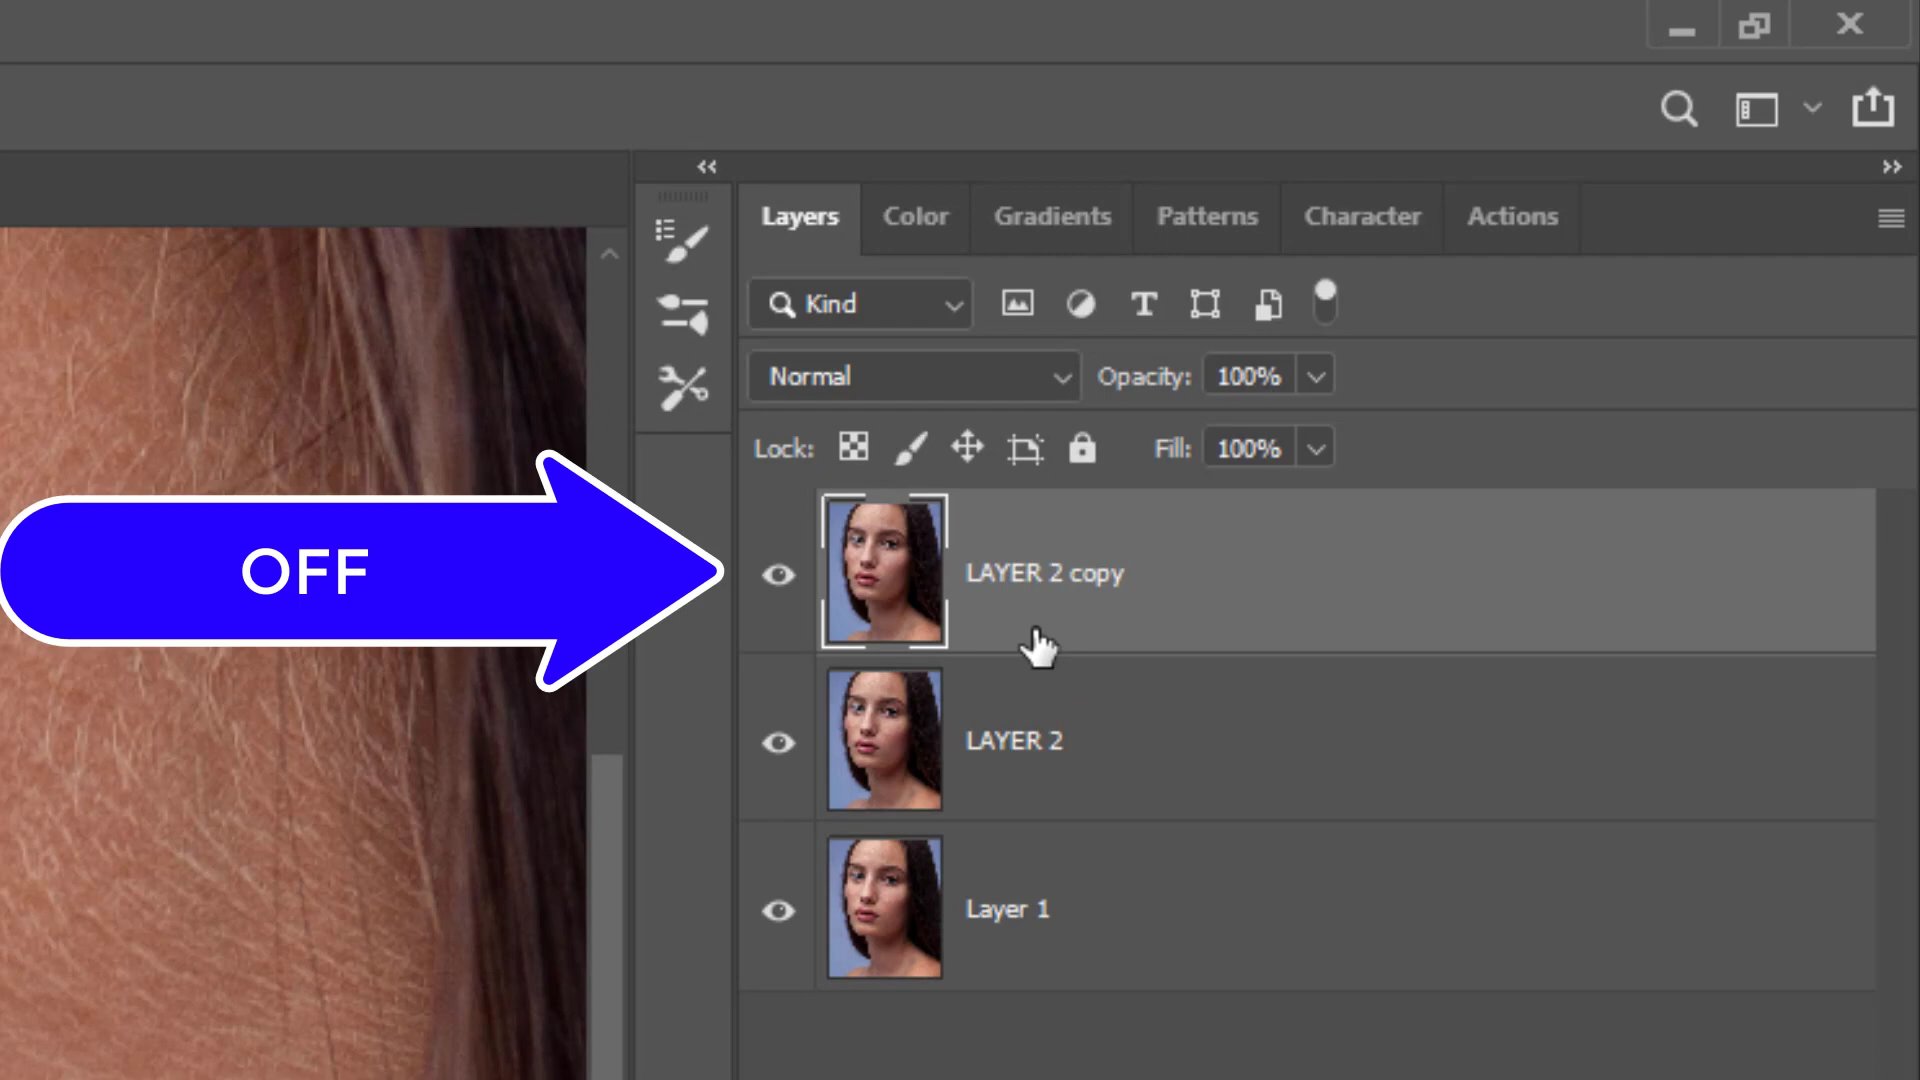 Layers Color Gradients Patterns Character Actions
Kind
Normal Opacity: 100%
Lock: Fill: 100%
OFF
LAYER 2 copy
LAYER 2
Layer 1